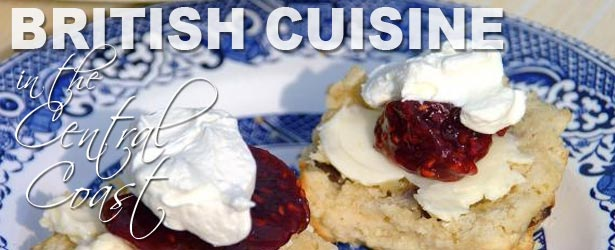 BRITISH CUISINE
in the
Central
Coast